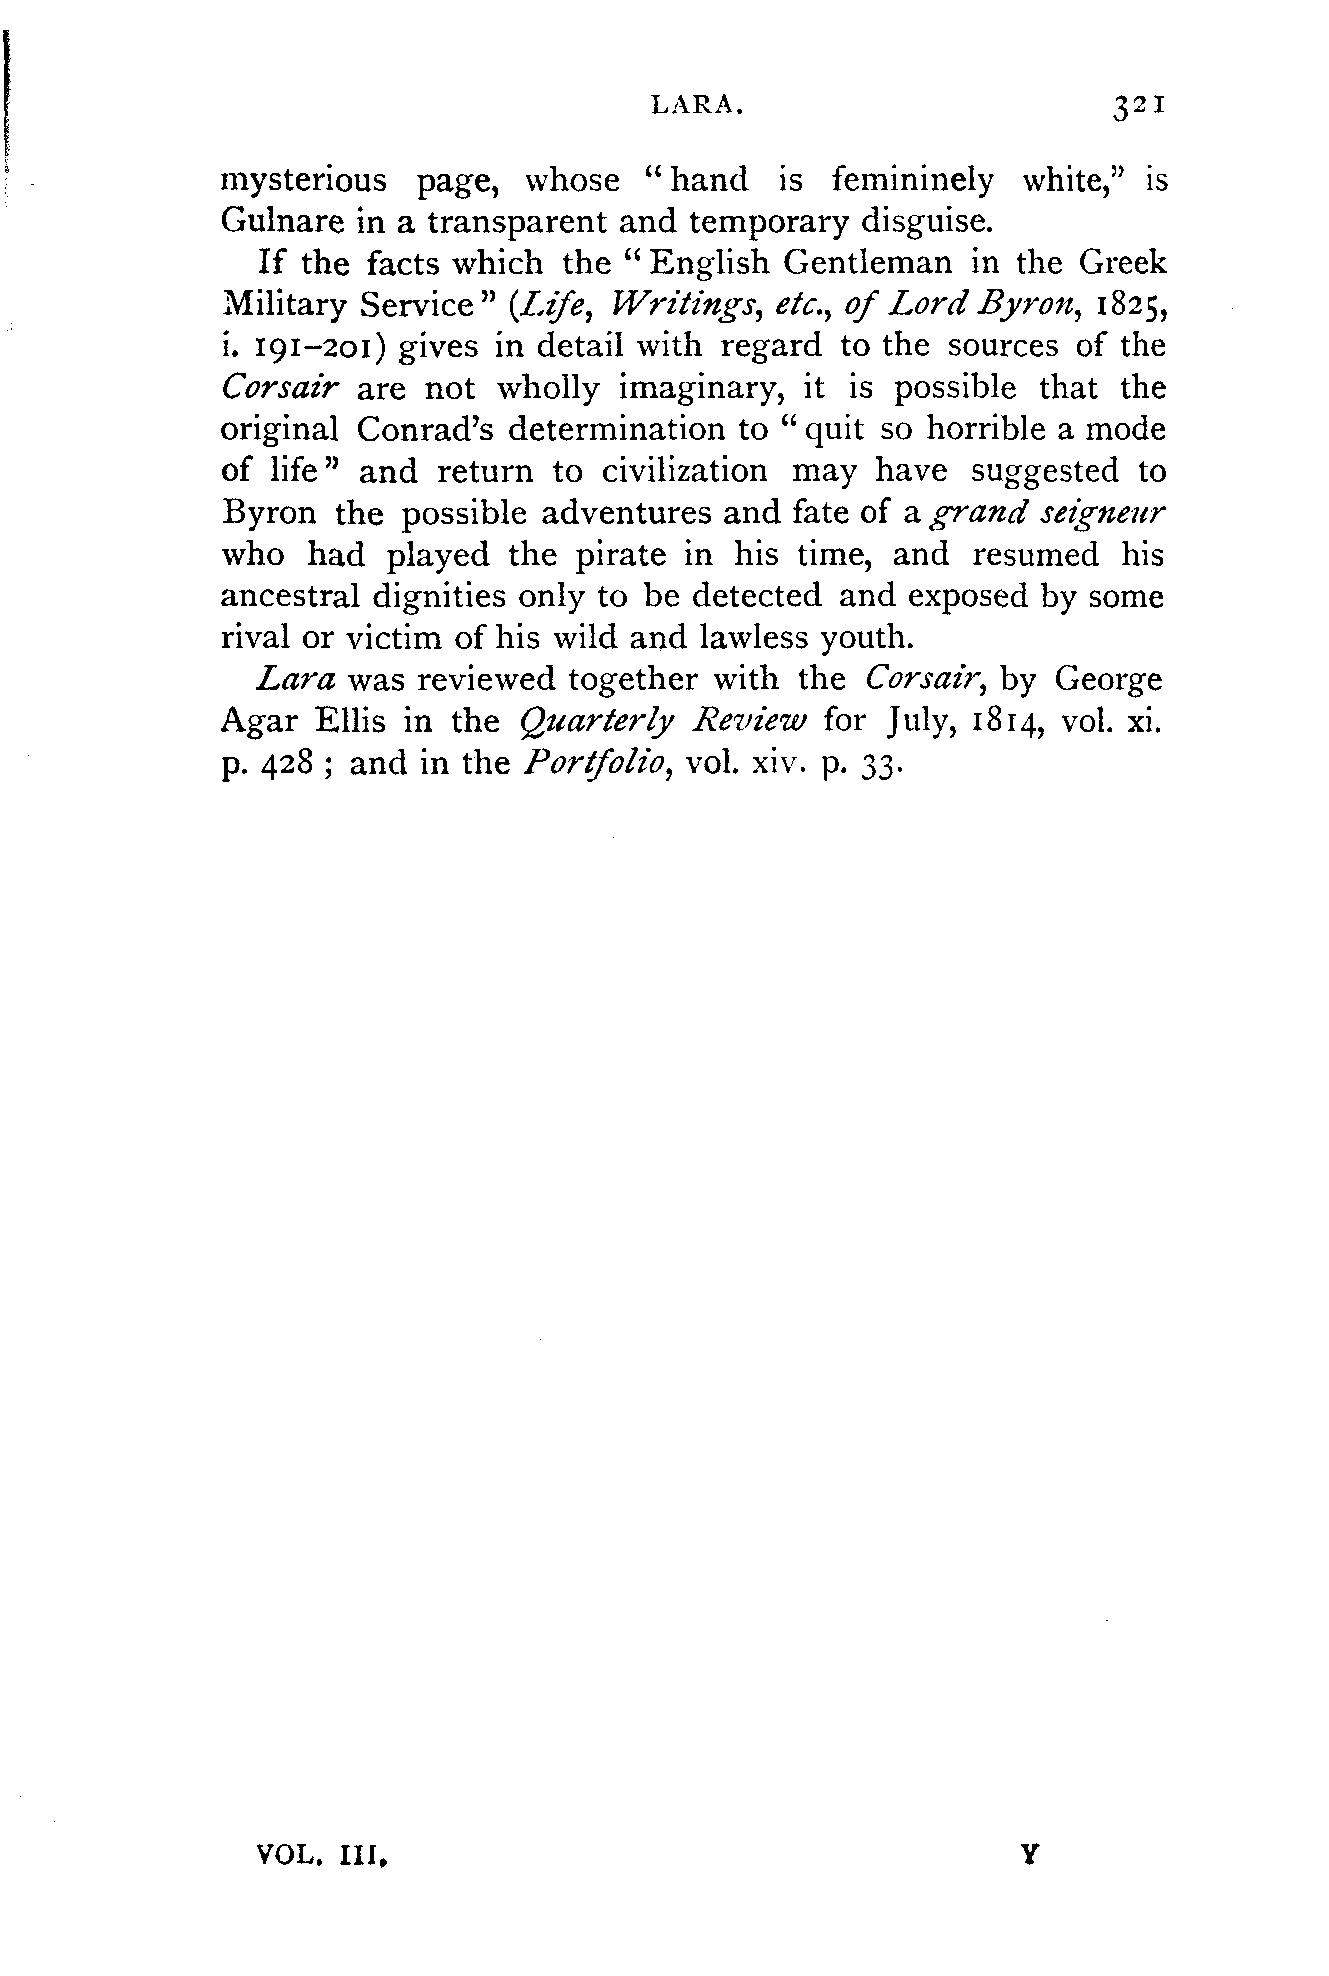 LARA. 321
mysterious page, whose “hand is femininely white,” is
Gulnare in a transparent and temporary disguise.
If the facts which the “English Gentleman in the Greek
Military Service” (Life, Writings, etc., of Lord Byron, 1825,
i. 191–201) gives in detail with regard to the sources of the
Corsair are not wholly imaginary, it is possible that the
original Conrad’s determination to “quit so horrible a mode
of life” and return to civilization may have suggested to
Byron the possible adventures and fate of a grand seigneur
who had played the pirate in his time, and resumed his
ancestral dignities only to be detected and exposed by some
rival or victim of his wild and lawless youth.
Lara was reviewed together with the Corsair, by George
Agar Ellis in the Quarterly Review for July, 1814, vol. xi.
p. 428 ; and in the Portfolio, vol. xiv. p. 33.
VOL. III. Y